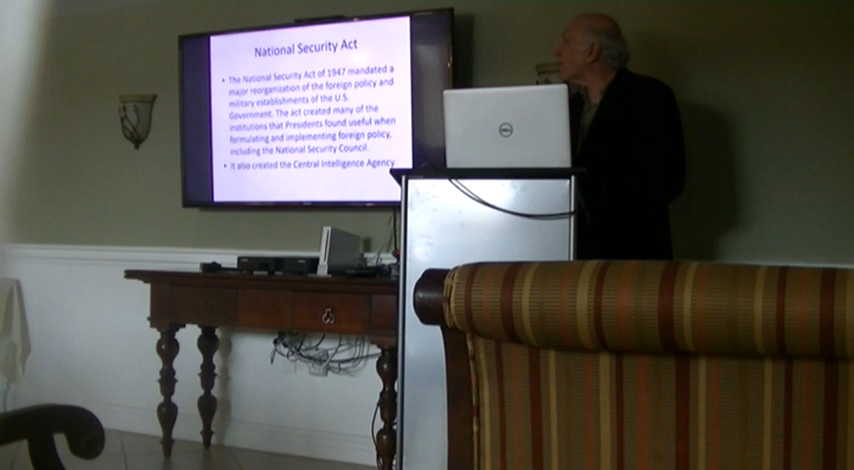 National Security Act
• The National Security Act of 1947 mandated a
major reorganization of the foreign policy and
military establishments of the U.S.
Government. The act created many of the
institutions that Presidents found useful when
formulating and implementing foreign policy,
including the National Security Council.
• It also created the Central Intelligence Agency.
DELL